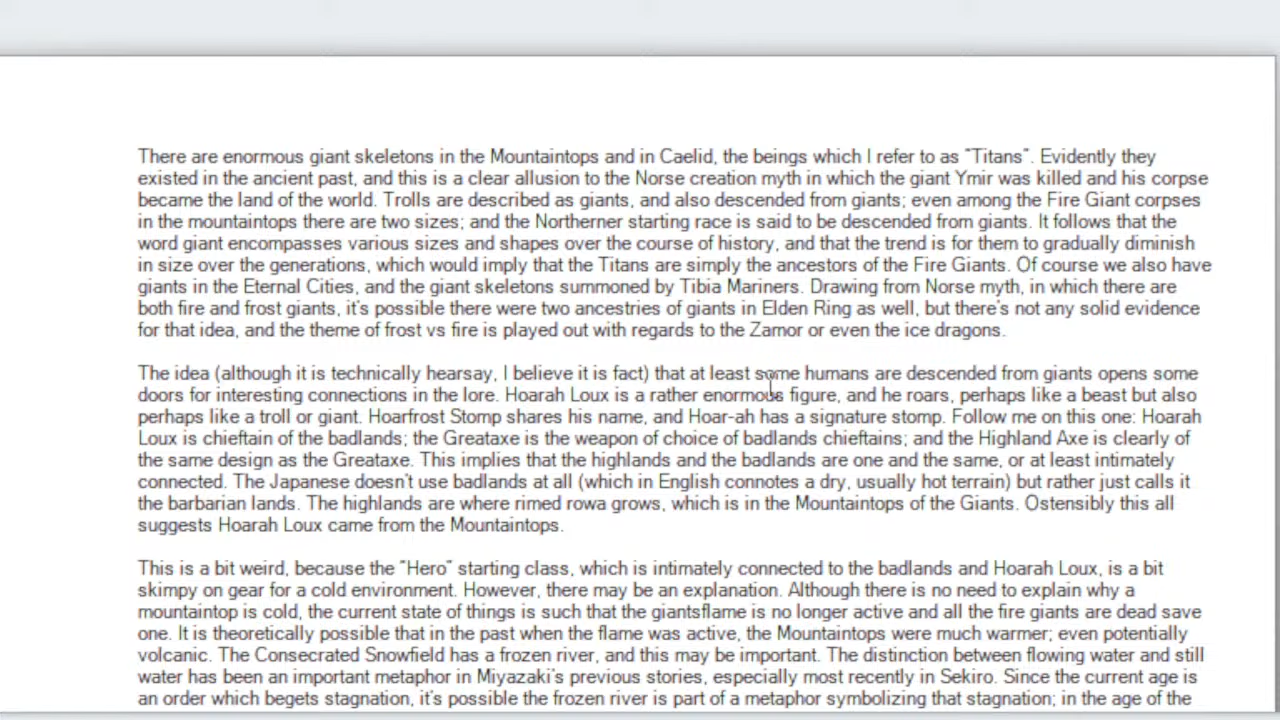 There are enormous giant skeletons in the Mountaintops and in Caelid, the beings which I refer to as "Titans". Evidently they
existed in the ancient past, and this is a clear allusion to the Norse creation myth in which the giant Ymir was killed and his corpse
became the land of the world. Trolls are described as giants, and also descended from giants; even among the Fire Giant corpses
in the mountaintops there are two sizes; and the Northerner starting race is said to be descended from giants. It follows that the
word giant encompasses various sizes and shapes over the course of history, and that the trend is for them to gradually diminish
in size over the generations, which would imply that the Titans are simply the ancestors of the Fire Giants. Of course we also have
giants in the Eternal Cities, and the giant skeletons summoned by Tibia Mariners. Drawing from Norse myth, in which there are
both fire and frost giants, it's possible there were two ancestries of giants in Elden Ring as well, but there's not any solid evidence
for that idea, and the theme of frost vs fire is played out with regards to the Zamor or even the ice dragons.
The idea (although it is technically hearsay, I believe it is fact) that at least some humans are descended from giants opens some
doors for interesting connections in the lore. Hoarah Loux is a rather enormous figure, and he roars, perhaps like a beast but also
perhaps like a troll or giant. Hoarfrost Stomp shares his name, and Hoar-ah has a signature stomp. Follow me on this one: Hoarah
Loux is chieftain of the badlands; the Greataxe is the weapon of choice of badlands chieftains; and the Highland Axe is clearly of
the same design as the Greataxe. This implies that the highlands and the badlands are one and the same, or at least intimately
connected. The Japanese doesn't use badlands at all (which in English connotes a dry, usually hot terrain) but rather just calls it
the barbarian lands. The highlands are where rimed rowa grows, which is in the Mountaintops of the Giants. Ostensibly this all
suggests Hoarah Loux came from the Mountaintops.
This is a bit weird, because the "Hero" starting class, which is intimately connected to the badlands and Hoarah Loux, is a bit
skimpy on gear for a cold environment. However, there may be an explanation. Although there is no need to explain why a
mountaintop is cold, the current state of things is such that the giantsflame is no longer active and all the fire giants are dead save
one. It is theoretically possible that in the past when the flame was active, the Mountaintops were much warmer; even potentially
volcanic. The Consecrated Snowfield has a frozen river, and this may be important. The distinction between flowing water and still
water has been an important metaphor in Miyazaki's previous stories, especially most recently in Sekiro. Since the current age is
an order which begets stagnation, it's possible the frozen river is part of a metaphor symbolizing that stagnation; in the age of the